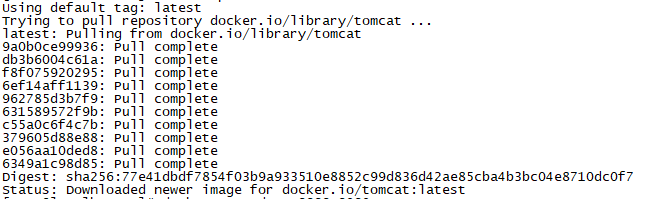 Using default tag: latest
Trying to pull repository docker.io/library/tomcat ...
latest: Pulling from docker.io/library/tomcat
9a0b0ce99936: Pull complete
db3b6004c61a: Pull complete
f8f075920295: Pull complete
6ef14aff1139: Pull complete
962785d3b7f9: Pull complete
631589572f9b: Pull complete
c55a0c6f4c7b: Pull complete
379605d88e88: Pull complete
e056aa10ded8: Pull complete
6349a1c98d85: Pull complete
Digest: sha256:77e41dbdf7854f03b9a933510e8852c99d836d42ae85cba4b3bc04e8710dc0f7
Status: Downloaded newer image for docker.io/tomcat:latest